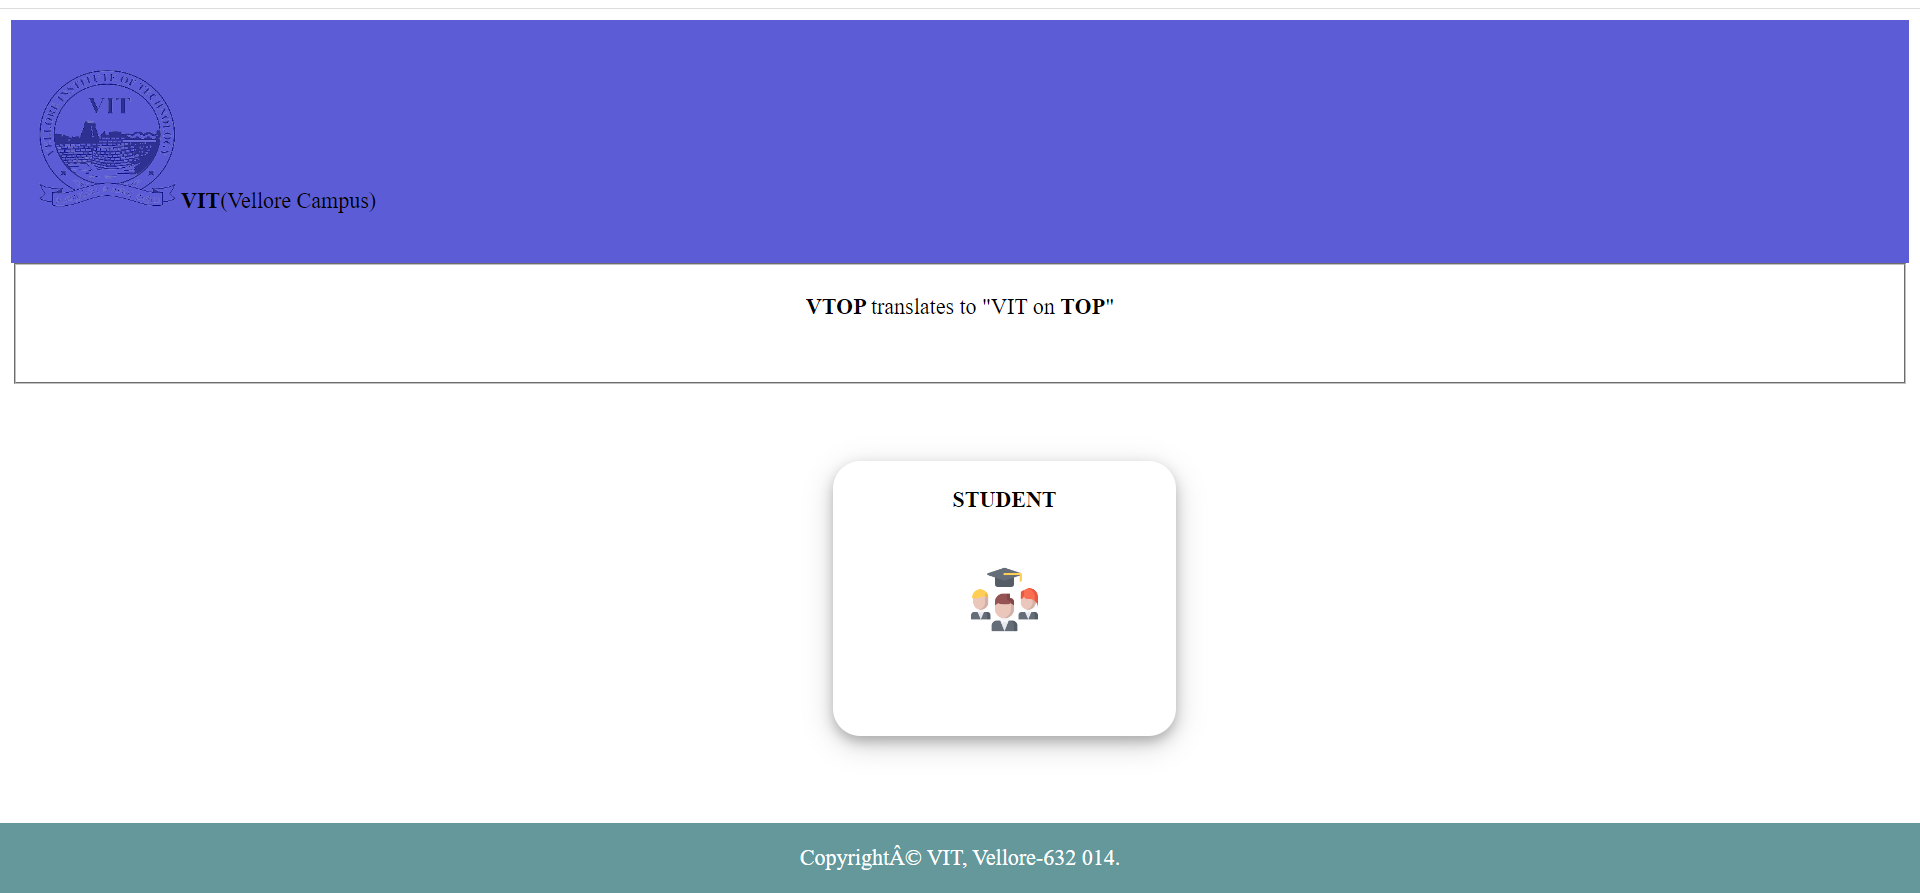 VELLORE INSTITUTE OF TECHNOLOGY
VIT
VIT(Vellore Campus)
VTOP translates to "VIT on TOP"
STUDENT
CopyrightÂ© VIT, Vellore-632 014.